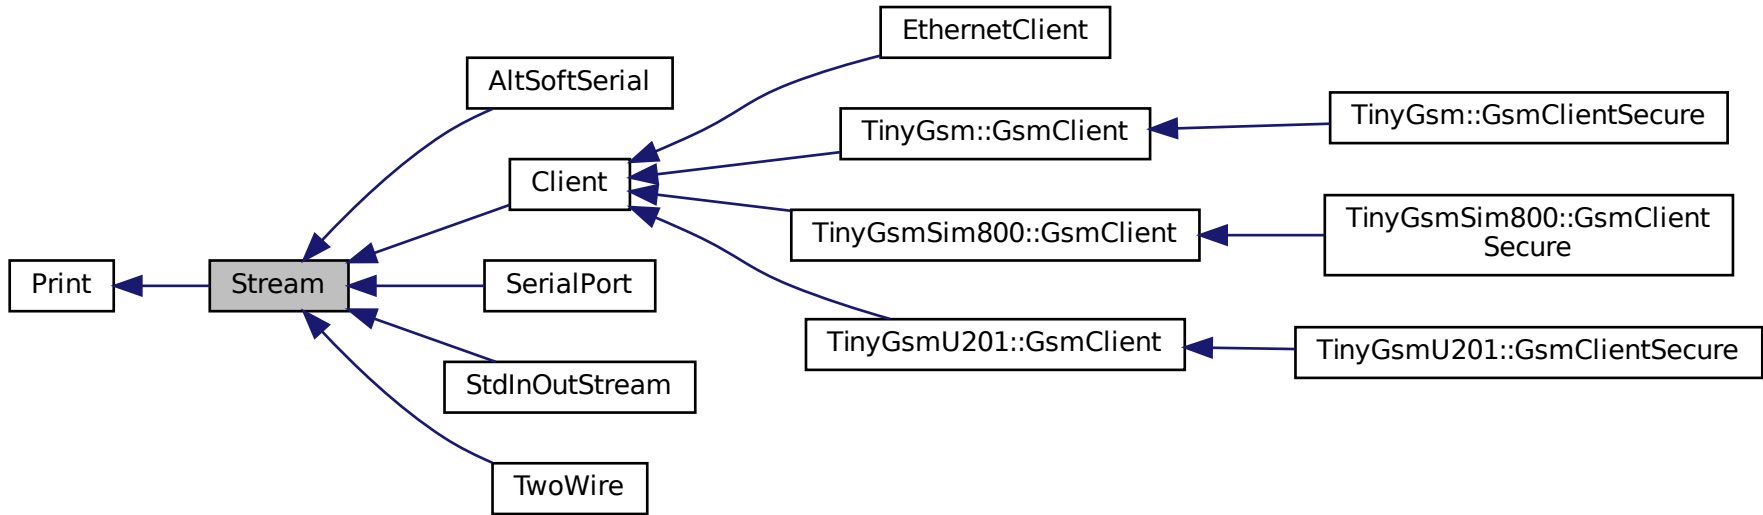 EthernetClient
AltSoftSerial
TinyGsm::GsmClient
TinyGsm::GsmClientSecure
Client
TinyGsmSim800::GsmClient
TinyGsmSim800::GsmClient
Secure
Print
Stream
SerialPort
TinyGsmU201::GsmClient
TinyGsmU201::GsmClientSecure
StdInOutStream
TwoWire